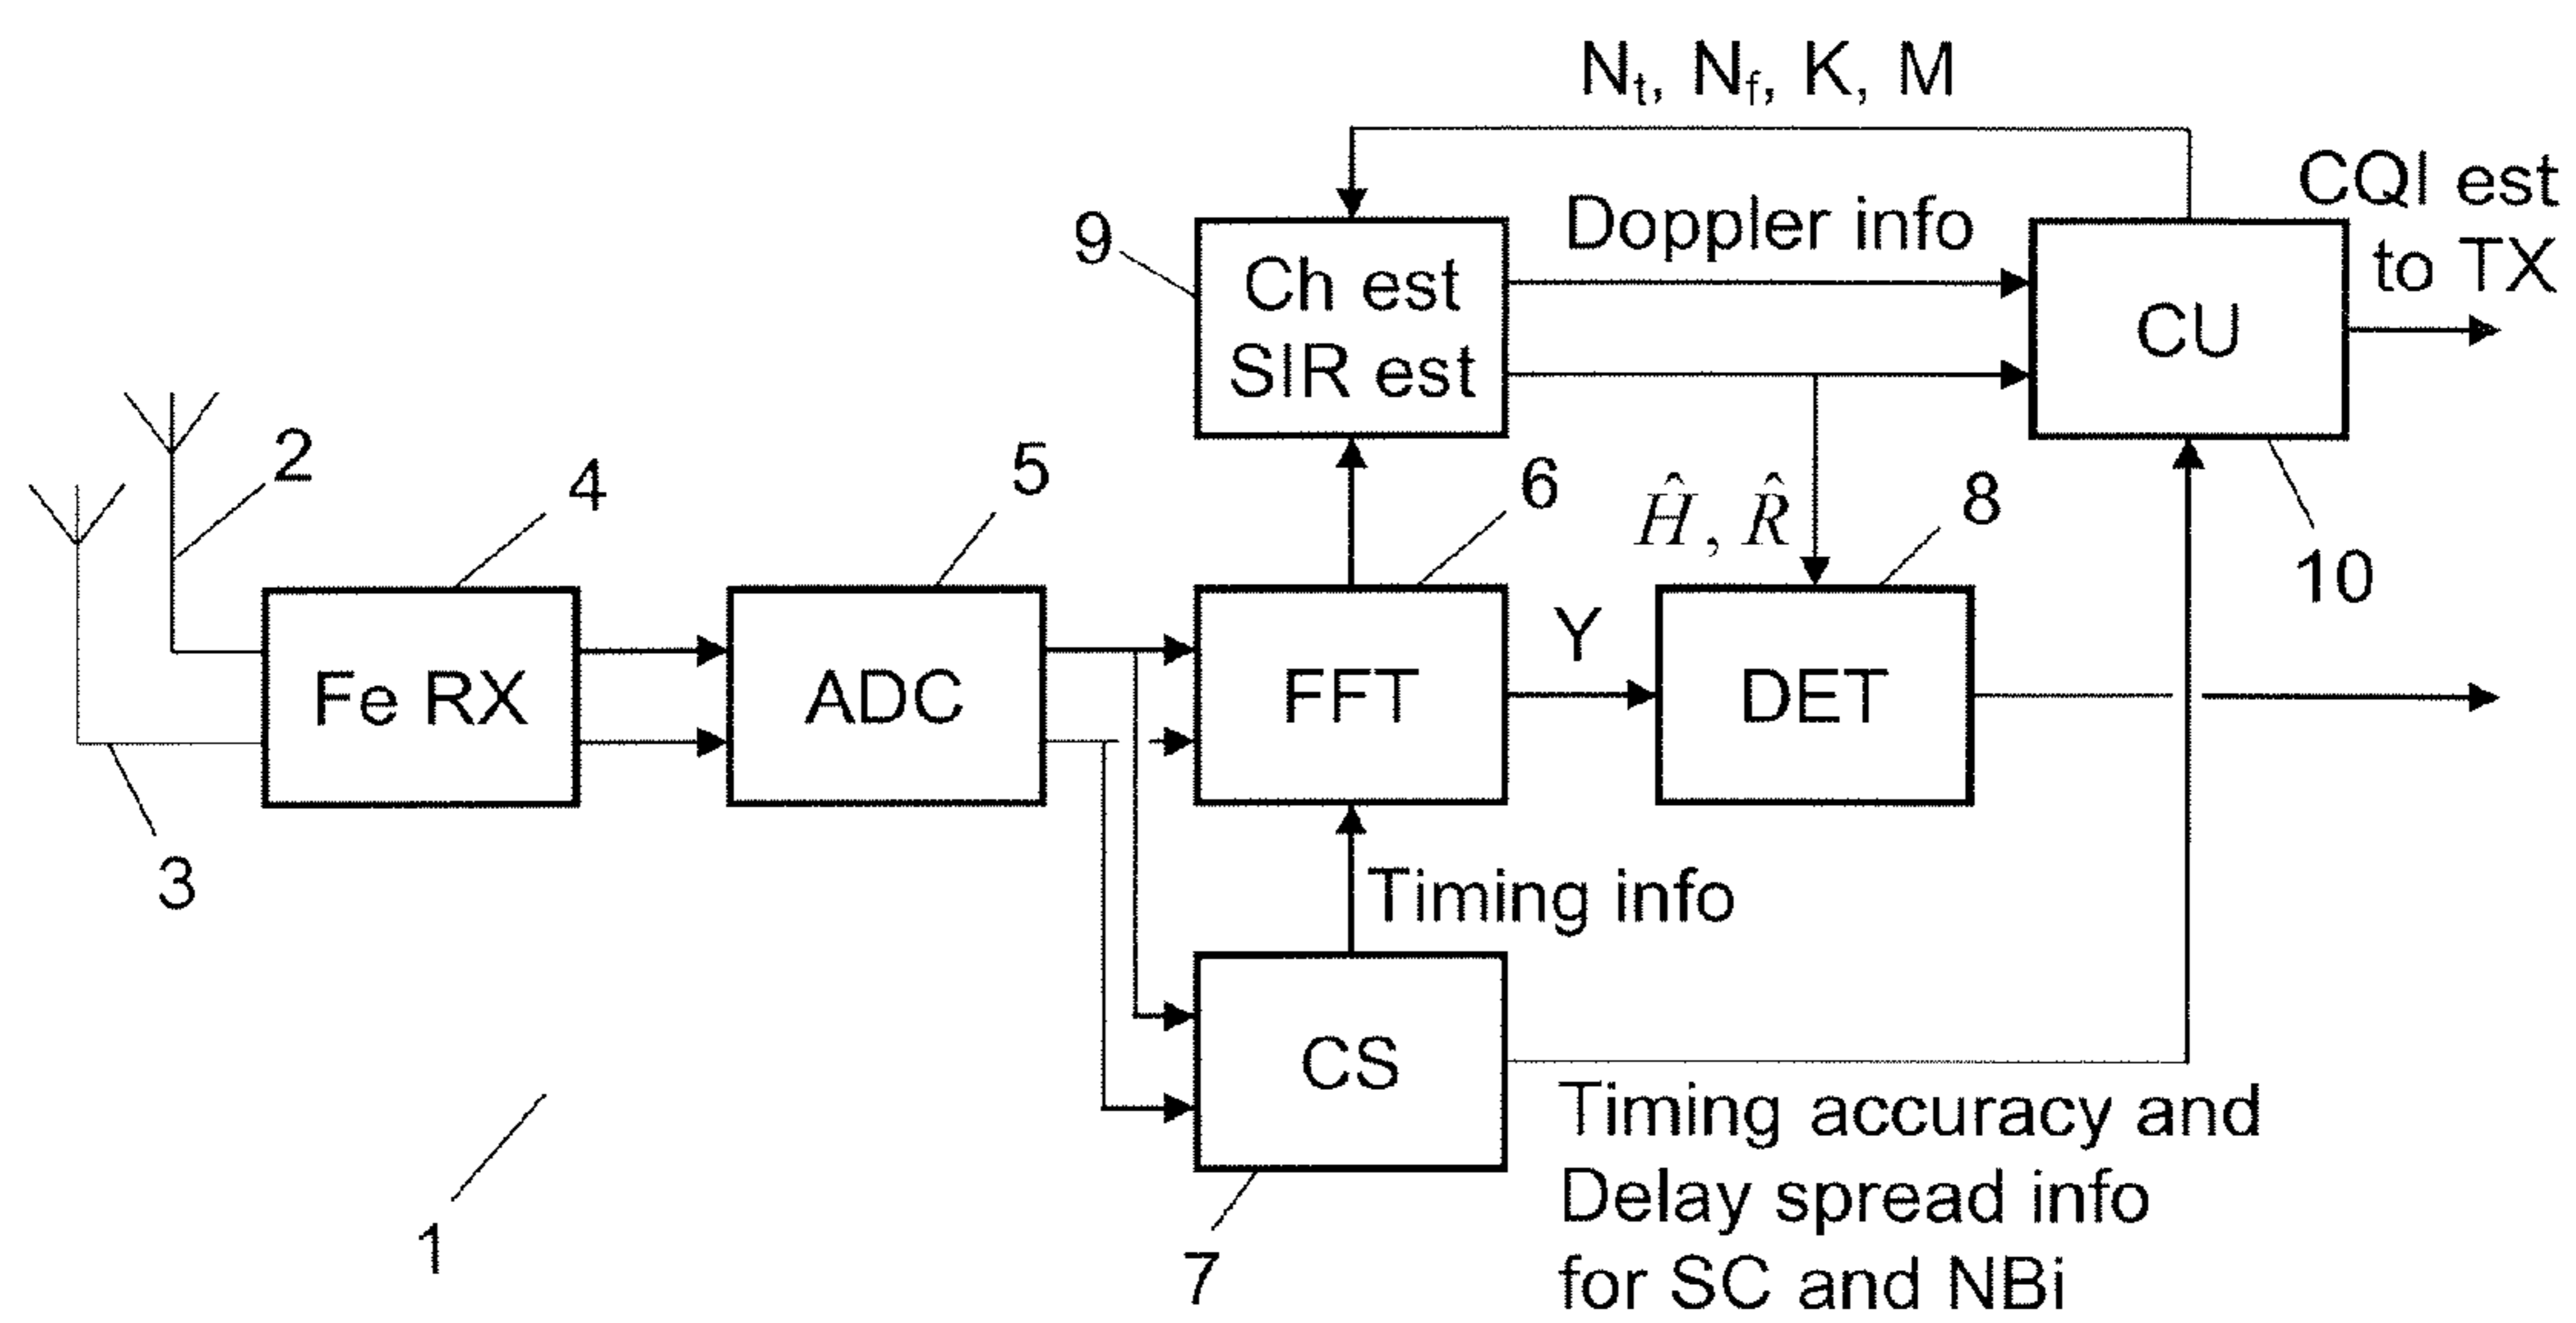 Nt, Nf, K, M
CQI est
to TX
Doppler info
9
Ch est
SIR est
CU
2
4
5
6
Ĥ, R̂
8
10
Fe RX
ADC
FFT
Y
DET
3
Timing info
CS
1
7
Timing accuracy and
Delay spread info
for SC and NBi